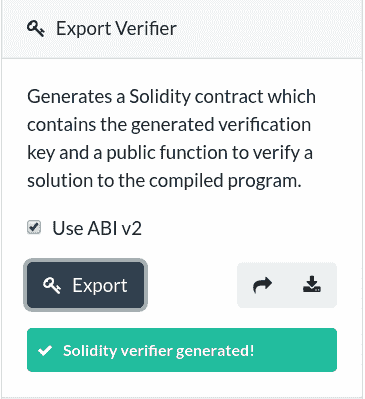 Export Verifier
Generates a Solidity contract which
contains the generated verification
key and a public function to verify a
solution to the compiled program.
Use ABI v2
Export
Solidity verifier generated!